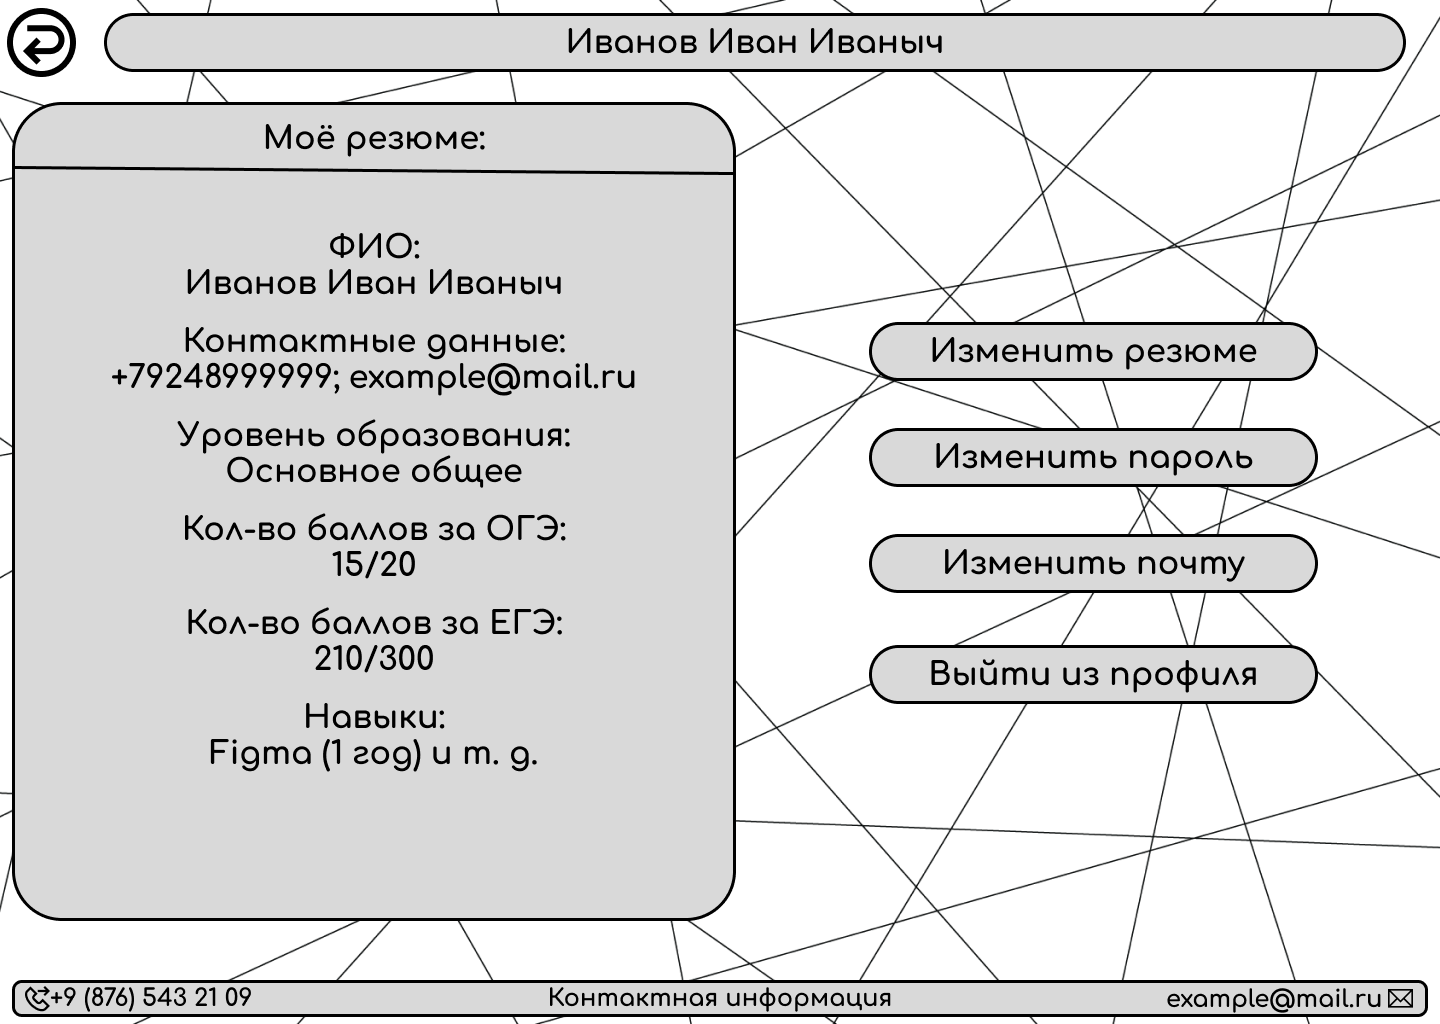 Иванов Иван Иваныч
Моё резюме:
ФИО:
Иванов Иван Иваныч
Контактные данные:
+79248999999; example@mail.ru
Уровень образования:
Основное общее
Кол-во баллов за ОГЭ:
15/20
Кол-во баллов за ЕГЭ:
210/300
Навыки:
Figma (1 год) и т. д.
Изменить резюме
Изменить пароль
Изменить почту
Выйти из профиля
+9 (876) 543 21 09
Контактная информация
example@mail.ru